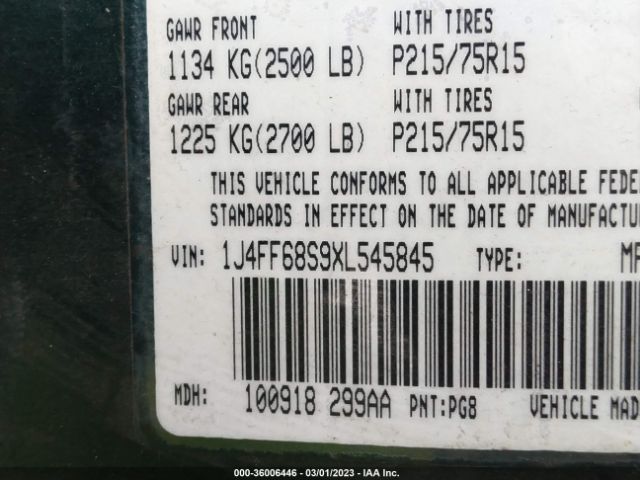 GAWR FRONT WITH TIRES
1134 KG(2500 LB) P215/75R15
GAWR REAR WITH TIRES
1225 KG(2700 LB) P215/75R15
THIS VEHICLE CONFORMS TO ALL APPLICABLE FEDE
STANDARDS IN EFFECT ON THE DATE OF MANUFACTU
VIN: 1J4FF68S9XL545845 TYPE: MP
MDH: 100918 299AA PNT:PG8 VEHICLE MAD
000-36006446 - 03/01/2023 - IAA Inc.